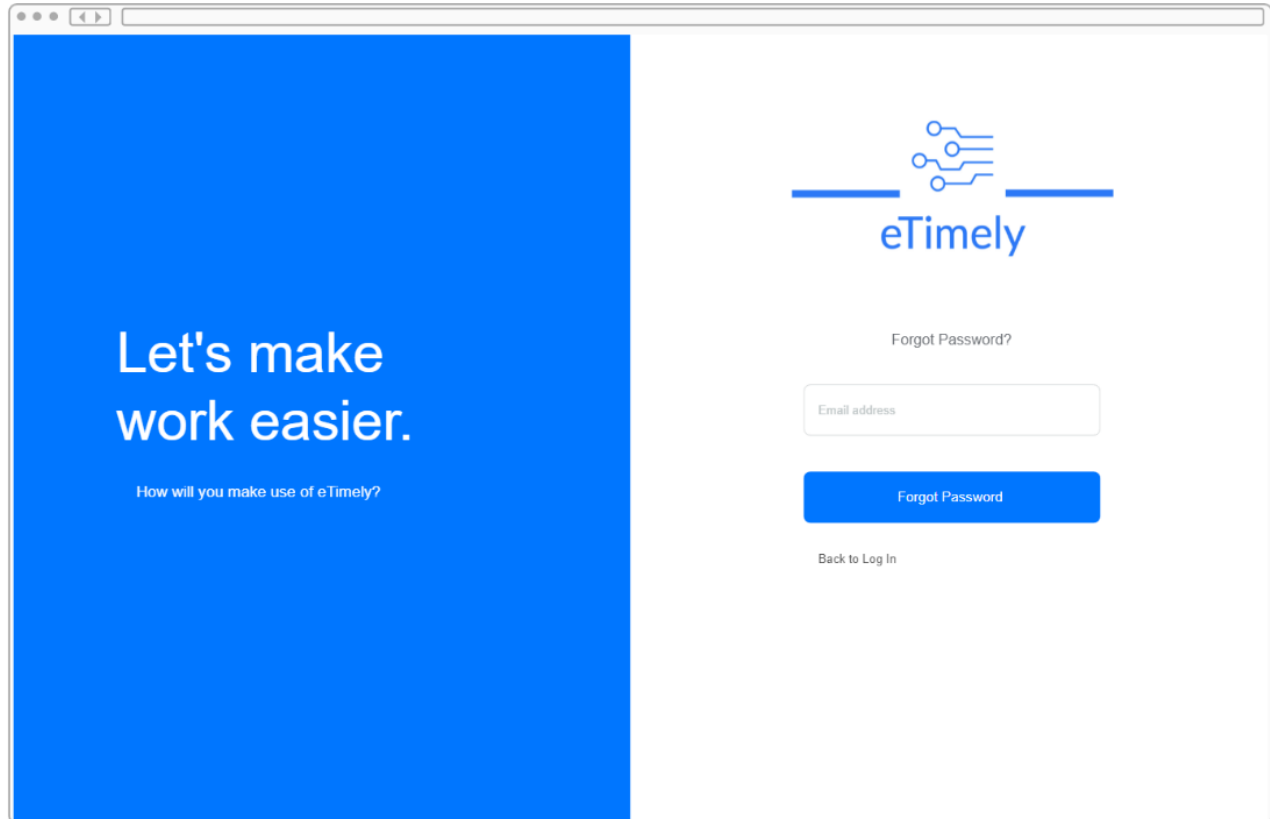 Let's make
work easier.
How will you make use of eTimely?
eTimely
Forgot Password?
Email address
Forgot Password
Back to Log In